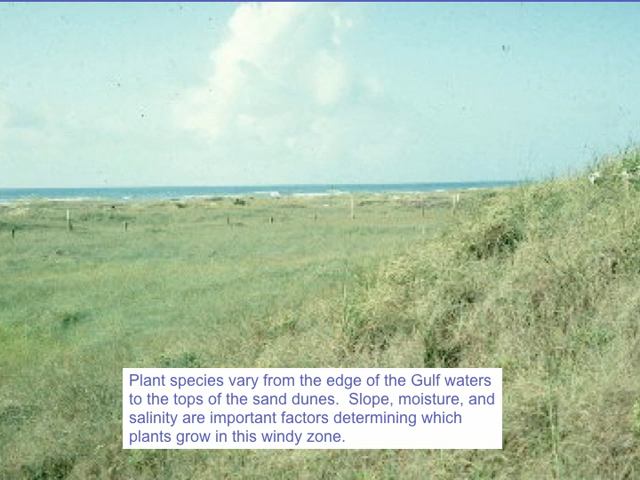 Plant species vary from the edge of the Gulf waters
to the tops of the sand dunes.  Slope, moisture, and
salinity are important factors determining which
plants grow in this windy zone.